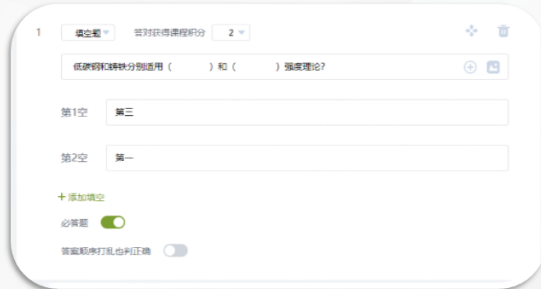 1 填空题 答对获得课程积分 2
低碳钢和铸铁分别适用（ ）和（ ）强度理论?
第1空 第三
第2空 第一
+ 添加填空
必答题
答案顺序打乱也判正确